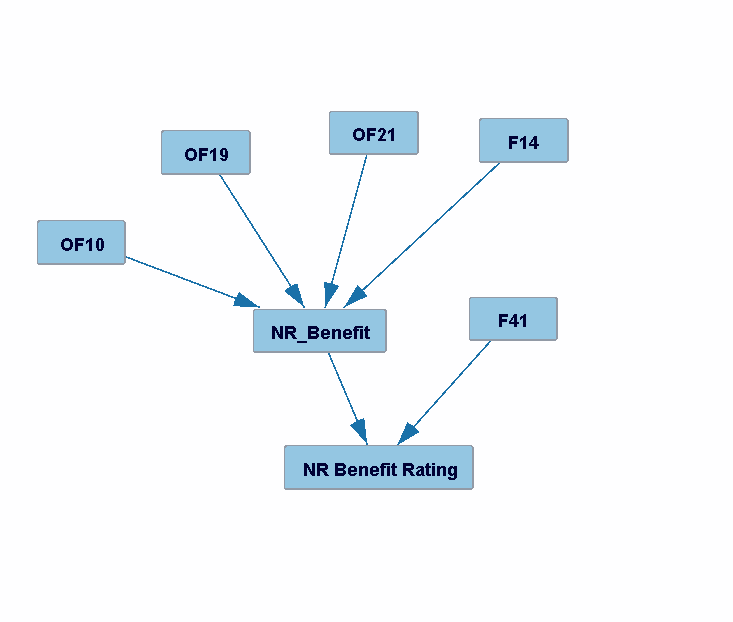 OF21
F14
OF19
OF10
F41
NR_Benefit
NR Benefit Rating